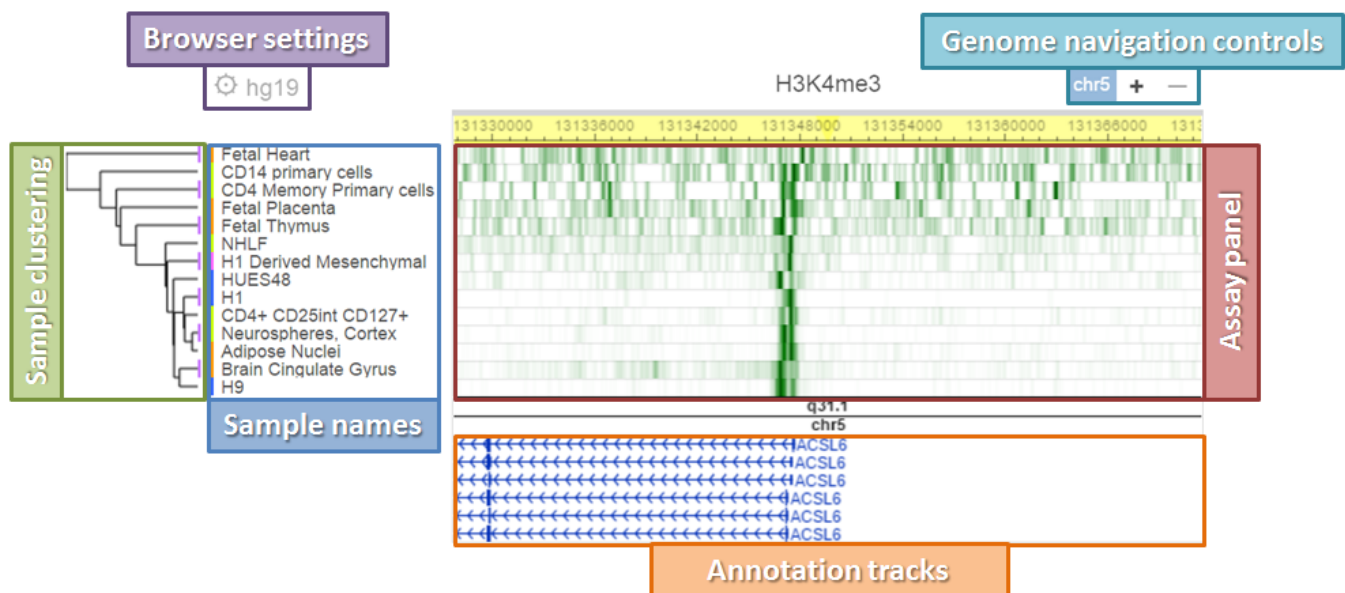 Browser settings
Genome navigation controls
hg19
H3K4me3
chr5 + —
131330000 131336000 131342000 131348000 131354000 131360000 131366000 1313
Sample clustering
Fetal Heart
CD14 primary cells
CD4 Memory Primary cells
Fetal Placenta
Fetal Thymus
NHLF
H1 Derived Mesenchymal
HUES48
H1
CD4+ CD25int CD127+
Neurospheres, Cortex
Adipose Nuclei
Brain Cingulate Gyrus
H9
Assay panel
Sample names
q31.1
chr5
ACSL6
ACSL6
ACSL6
ACSL6
ACSL6
ACSL6
Annotation tracks